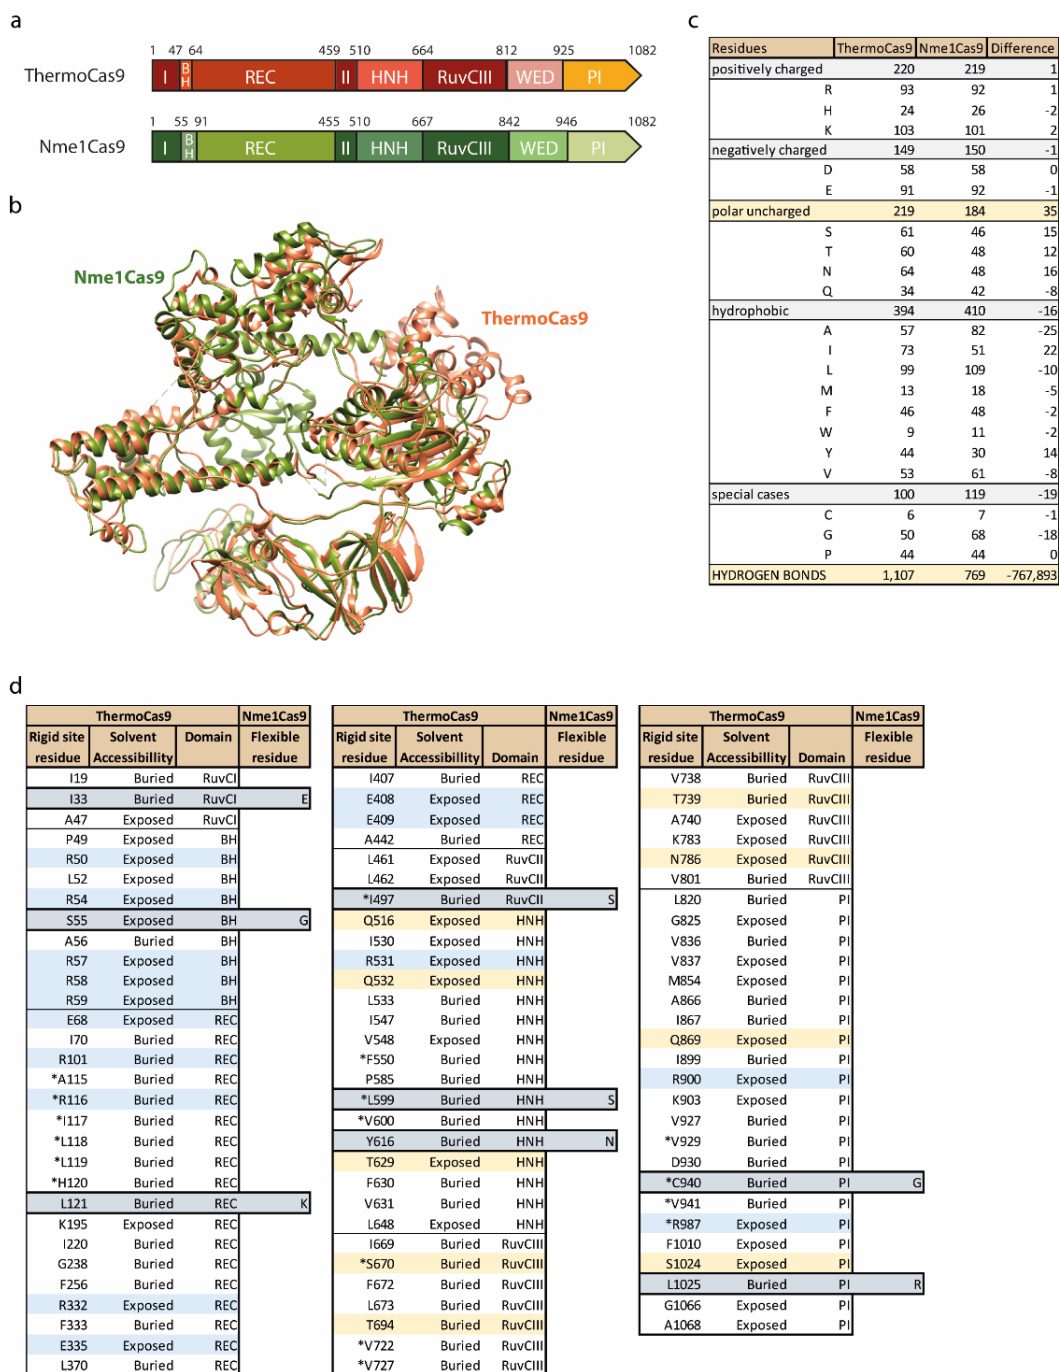 a
1 47 64 459 510 664 812 925 1082
ThermoCas9 I BH REC II HNH RuvCIII WED PI
1 55 91 455 510 667 842 946 1082
Nme1Cas9 I BH REC II HNH RuvCIII WED PI
b
Nme1Cas9
ThermoCas9
c
Residues ThermoCas9 Nme1Cas9 Difference
positively charged 220 219 1
R 93 92 1
H 24 26 -2
K 103 101 2
negatively charged 149 150 -1
D 58 58 0
E 91 92 -1
polar uncharged 219 184 35
S 61 46 15
T 60 48 12
N 64 48 16
Q 34 42 -8
hydrophobic 394 410 -16
A 57 82 -25
I 73 51 22
L 99 109 -10
M 13 18 -5
F 46 48 -2
W 9 11 -2
Y 44 30 14
V 53 61 -8
special cases 100 119 -19
C 6 7 -1
G 50 68 -18
P 44 44 0
HYDROGEN BONDS 1,107 769 -767,893
d
ThermoCas9 Nme1Cas9
Rigid site Solvent Domain Flexible
residue Accessibillity residue
I19 Buried RuvCI
I33 Buried RuvCI E
A47 Exposed RuvCI
P49 Exposed BH
R50 Exposed BH
L52 Exposed BH
R54 Exposed BH
S55 Exposed BH G
A56 Buried BH
R57 Exposed BH
R58 Exposed BH
R59 Exposed BH
E68 Exposed REC
I70 Buried REC
R101 Buried REC
*A115 Buried REC
*R116 Buried REC
*I117 Buried REC
*L118 Buried REC
*L119 Buried REC
*H120 Buried REC
L121 Buried REC K
K195 Exposed REC
I220 Buried REC
G238 Buried REC
F256 Buried REC
R332 Exposed REC
F333 Buried REC
E335 Exposed REC
L370 Buried REC
ThermoCas9 Nme1Cas9
Rigid site Solvent Flexible
residue Accessibillity Domain residue
I407 Buried REC
E408 Exposed REC
E409 Exposed REC
A442 Buried REC
L461 Exposed RuvCII
L462 Exposed RuvCII
*I497 Buried RuvCII S
Q516 Exposed HNH
I530 Exposed HNH
R531 Exposed HNH
Q532 Exposed HNH
L533 Buried HNH
I547 Buried HNH
V548 Exposed HNH
*F550 Buried HNH
P585 Buried HNH
*L599 Buried HNH S
*V600 Buried HNH
Y616 Buried HNH N
T629 Exposed HNH
F630 Buried HNH
V631 Buried HNH
L648 Exposed HNH
I669 Buried RuvCIII
*S670 Buried RuvCIII
F672 Buried RuvCIII
L673 Buried RuvCIII
T694 Buried RuvCIII
*V722 Buried RuvCIII
*V727 Buried RuvCIII
ThermoCas9 Nme1Cas9
Rigid site Solvent Flexible
residue Accessibility Domain residue
V738 Buried RuvCIII
T739 Buried RuvCIII
A740 Exposed RuvCIII
K783 Exposed RuvCIII
N786 Exposed RuvCIII
V801 Buried RuvCIII
L820 Buried PI
G825 Exposed PI
V836 Buried PI
V837 Exposed PI
M854 Exposed PI
A866 Buried PI
I867 Buried PI
Q869 Exposed PI
I899 Buried PI
R900 Exposed PI
K903 Exposed PI
V927 Buried PI
*V929 Buried PI
D930 Buried PI
*C940 Buried PI G
*V941 Buried PI
*R987 Exposed PI
F1010 Exposed PI
S1024 Exposed PI
L1025 Buried PI R
G1066 Exposed PI
A1068 Exposed PI